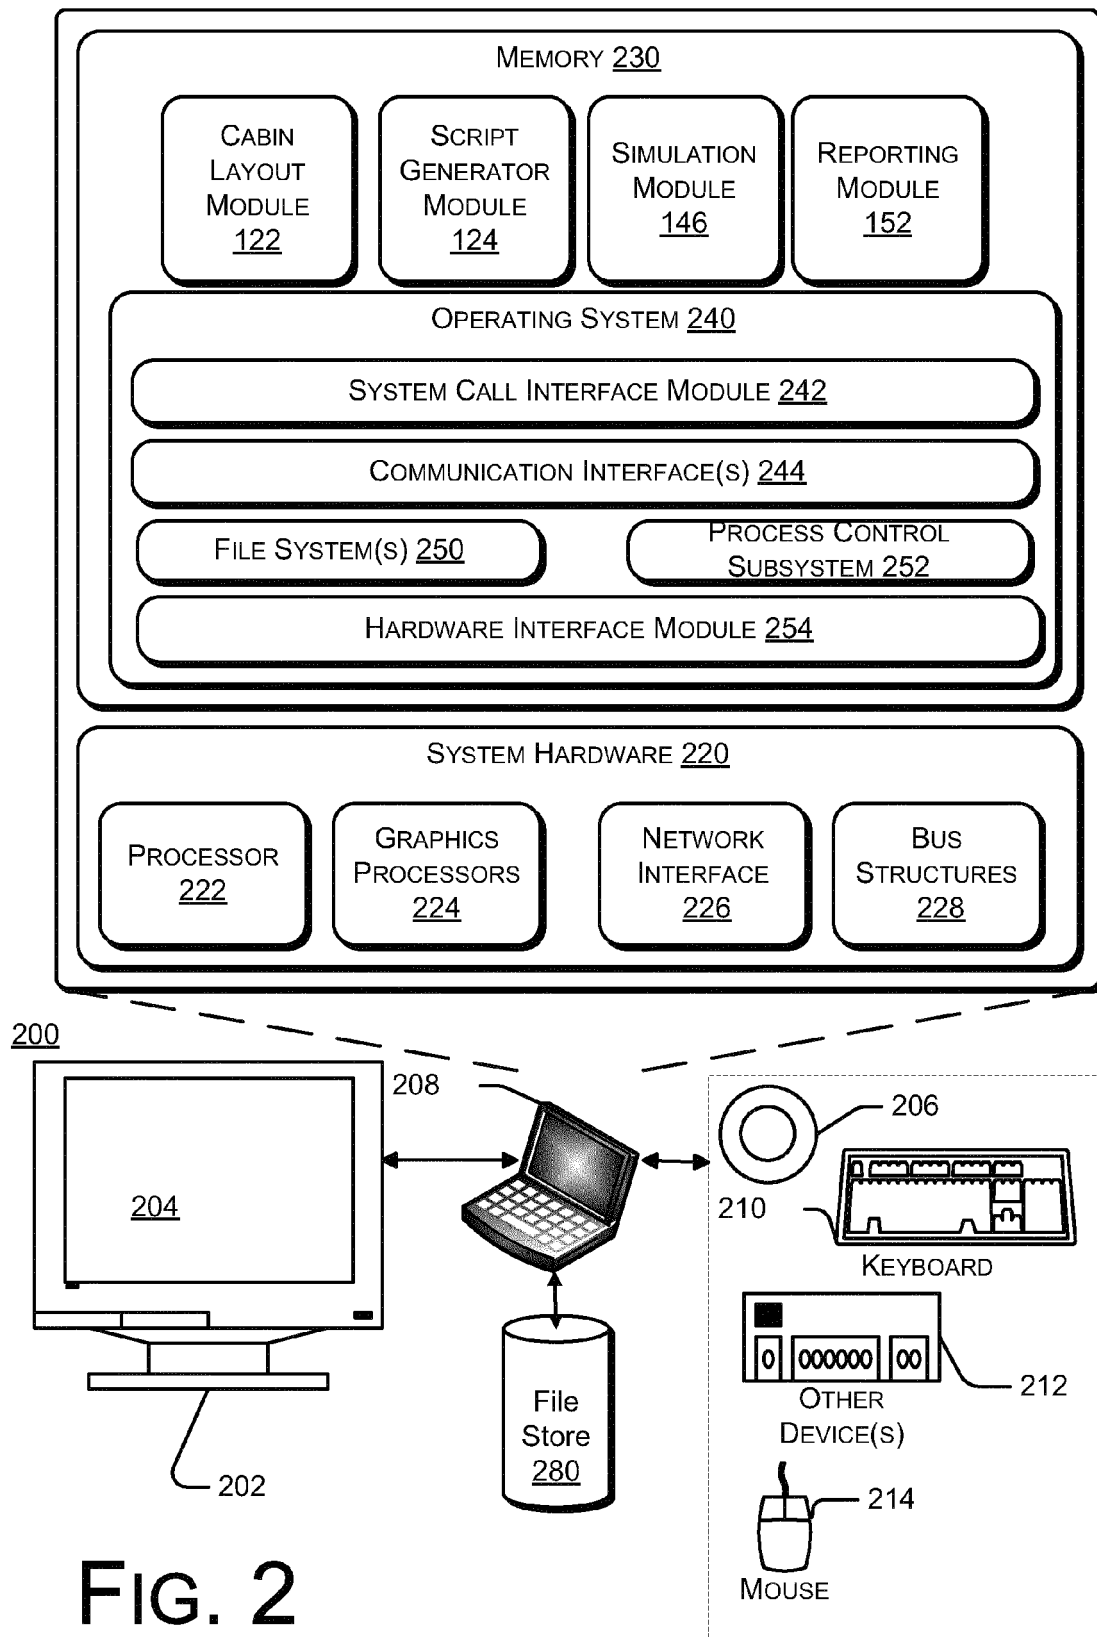 MEMORY 230
CABIN
LAYOUT
MODULE
122
SCRIPT
GENERATOR
MODULE
124
SIMULATION
MODULE
146
REPORTING
MODULE
152
OPERATING SYSTEM 240
SYSTEM CALL INTERFACE MODULE 242
COMMUNICATION INTERFACE(S) 244
FILE SYSTEM(S) 250
PROCESS CONTROL
SUBSYSTEM 252
HARDWARE INTERFACE MODULE 254
SYSTEM HARDWARE 220
PROCESSOR
222
GRAPHICS
PROCESSORS
224
NETWORK
INTERFACE
226
BUS
STRUCTURES
228
200
208
206
204
210
KEYBOARD
212
OTHER
DEVICE(S)
File
Store
280
202
214
MOUSE
FIG. 2